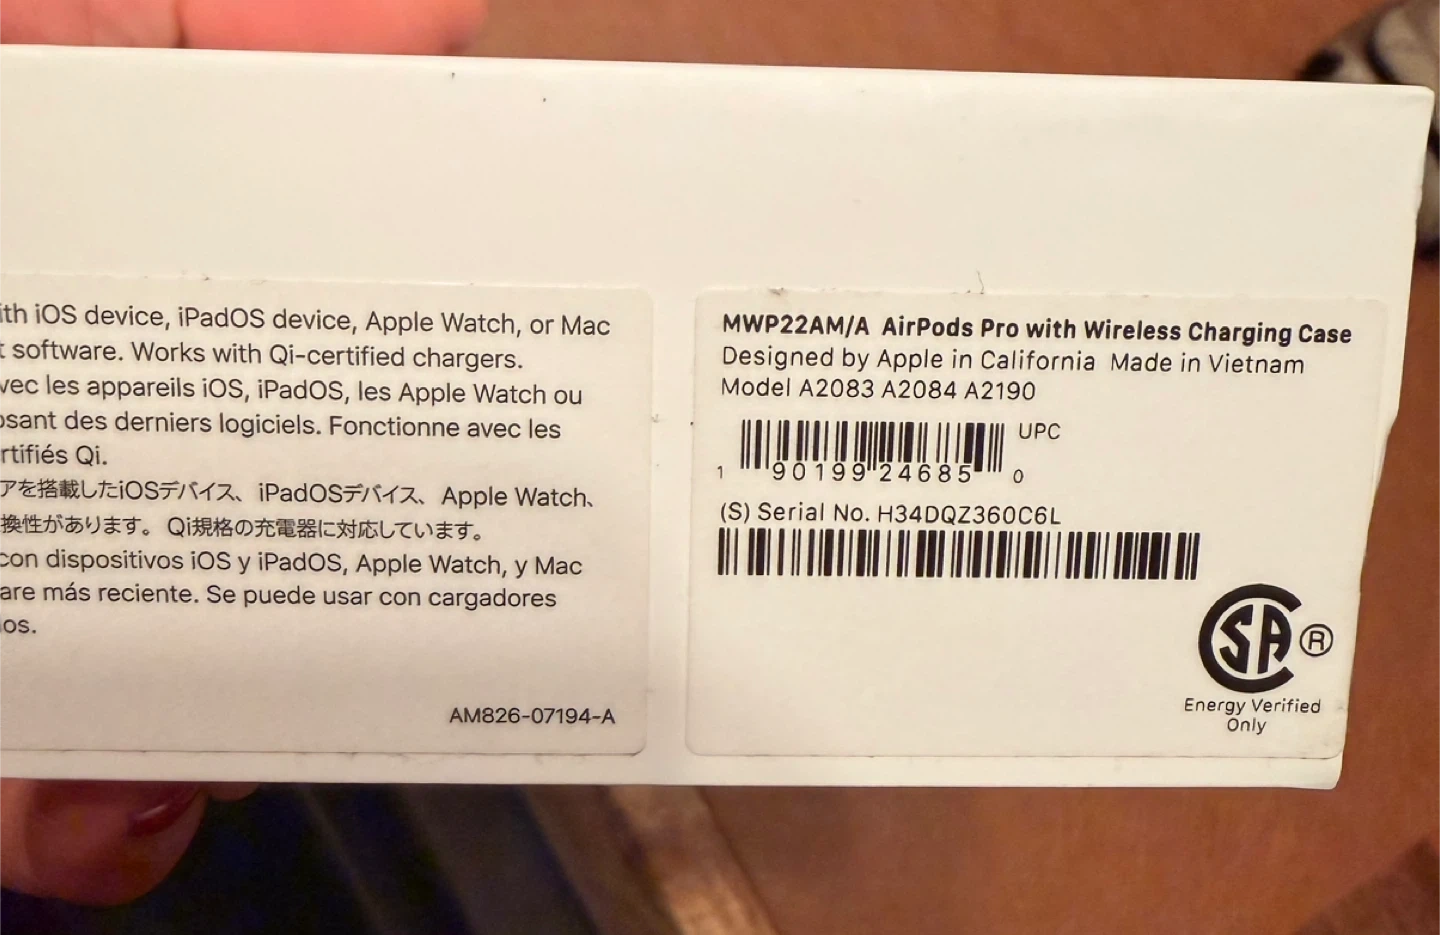 ith iOS device, iPadOS device, Apple Watch, or Mac
t software. Works with Qi-certified chargers.
vec les appareils iOS, iPadOS, les Apple Watch ou
osant des derniers logiciels. Fonctionne avec les
rtifiés Qi.
アを搭載したiOSデバイス、iPadOSデバイス、Apple Watch、
換性があります。Qi規格の充電器に対応しています。
con dispositivos iOS y iPadOS, Apple Watch, y Mac
are más reciente. Se puede usar con cargadores
os.
AM826-07194-A
MWP22AM/A AirPods Pro with Wireless Charging Case
Designed by Apple in California Made in Vietnam
Model A2083 A2084 A2190
UPC
1 90199 24685 0
(S) Serial No. H34DQZ360C6L
SA ®
Energy Verified
Only